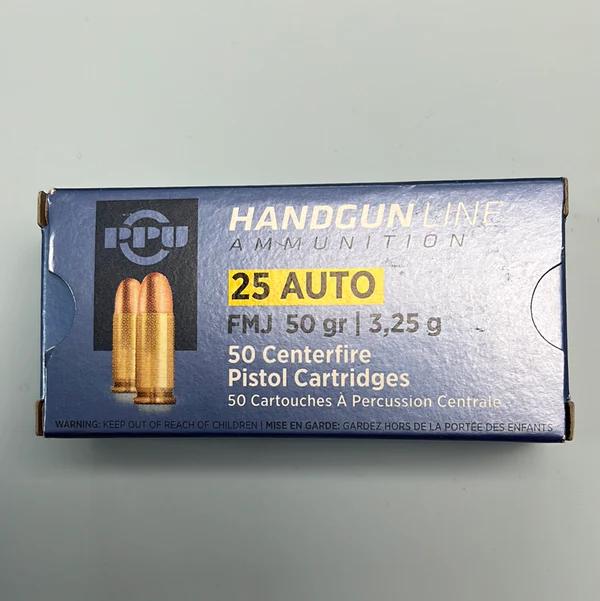 PPU
HANDGUN LINE
AMMUNITION
25 AUTO
FMJ 50 gr | 3,25 g
50 Centerfire
Pistol Cartridges
50 Cartouches À Percussion Centrale
WARNING: KEEP OUT OF REACH OF CHILDREN | MISE EN GARDE: GARDEZ HORS DE LA PORTÉE DES ENFANTS